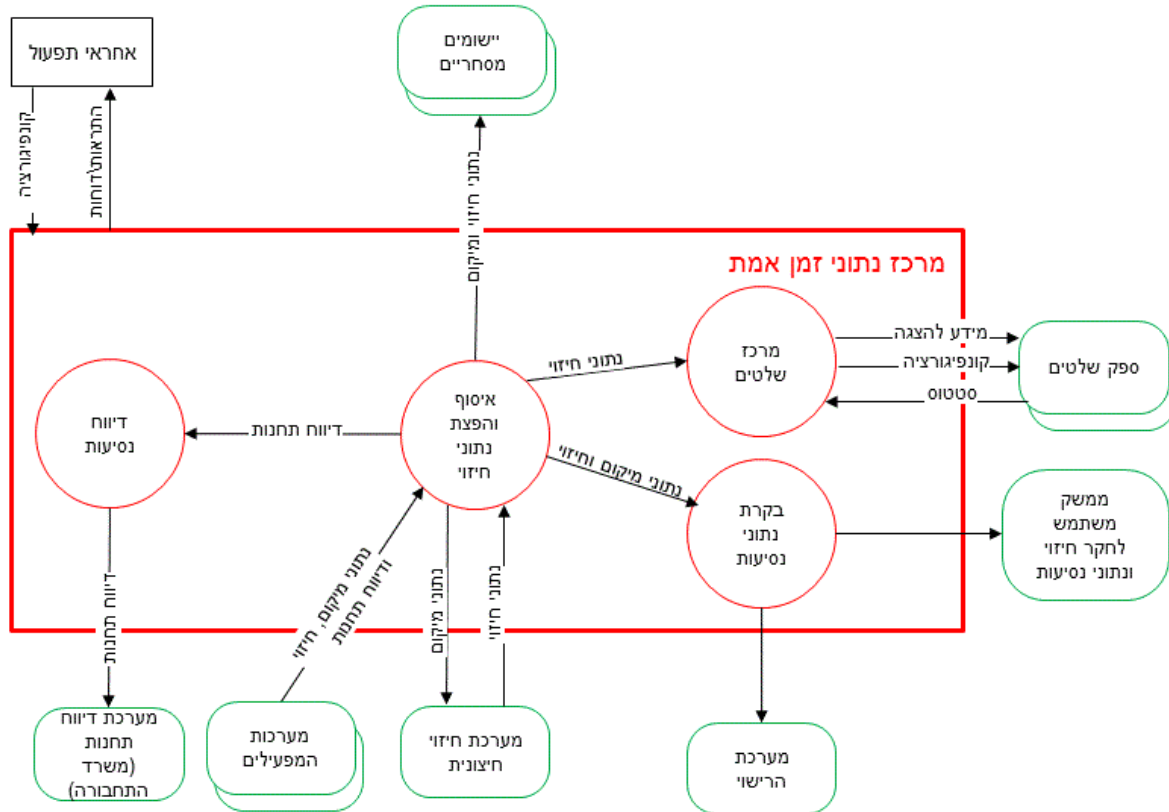 אחראי תפעול
יישומים
מסחריים
קונפיגורציה
התראות\דוחות
נתוני חיזוי ומיקום
מרכז נתוני זמן אמת
מרכז
שלטים
מידע להצגה
קונפיגורציה
סטטוס
ספק שלטים
נתוני חיזוי
איסוף
והפצת
נתוני
חיזוי
דיווח תחנות
דיווח
נסיעות
נתוני מיקום וחיזוי
בקרת
נתוני
נסיעות
ממשק
משתמש
לחקר חיזוי
ונתוני נסיעות
דיווח תחנות
נתוני מיקום, חיזוי
ודיווח תחנות
נתוני מיקום
נתוני חיזוי
מערכת דיווח
תחנות
(משרד
התחבורה)
מערכות
המפעילים
מערכת חיזוי
חיצונית
מערכת
הרישוי